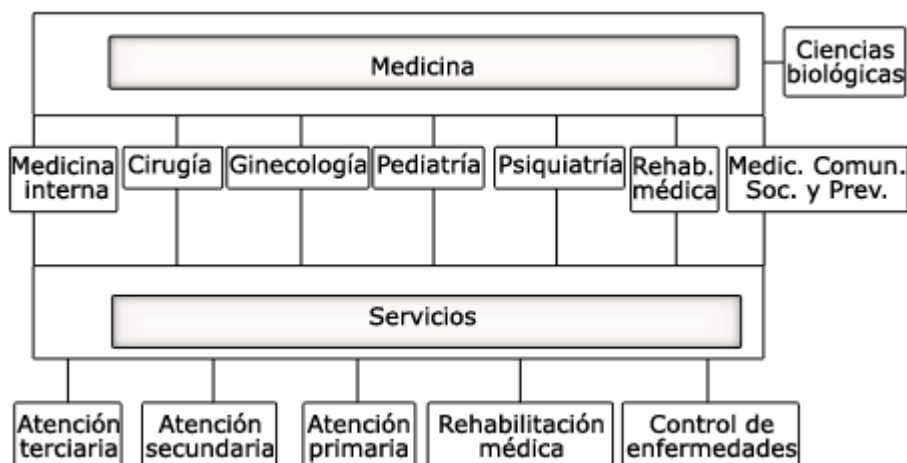 Medicina
Ciencias
biológicas
Medicina
interna
Cirugía
Ginecología
Pediatría
Psiquiatría
Rehab.
médica
Medic. Comun.
Soc. y Prev.
Servicios
Atención
terciaria
Atención
secundaria
Atención
primaria
Rehabilitación
médica
Control de
enfermedades